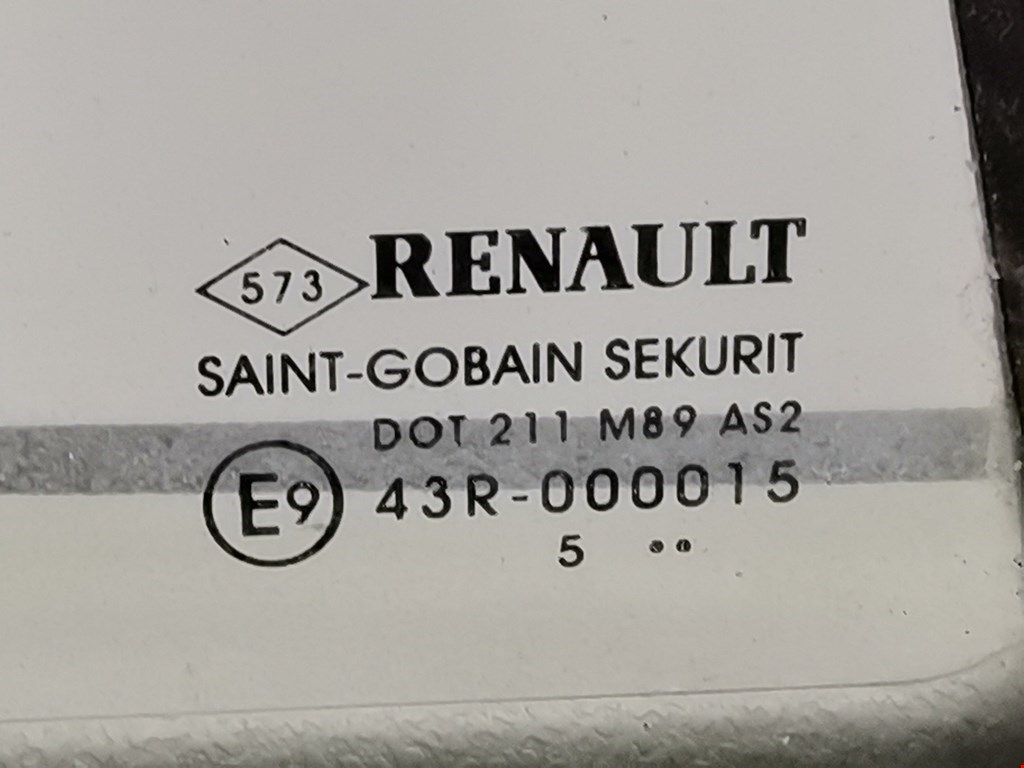 573 RENAULT
SAINT-GOBAIN SEKURIT
DOT 211 M89 AS2
E9 43R-000015
5 ••